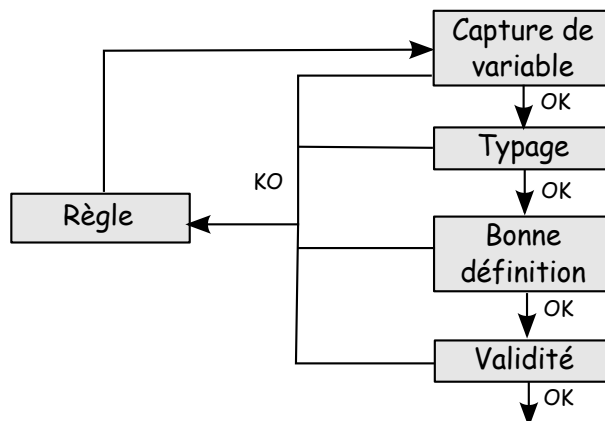 Capture de
variable
OK
Typage
KO
OK
Règle
Bonne
définition
OK
Validité
OK